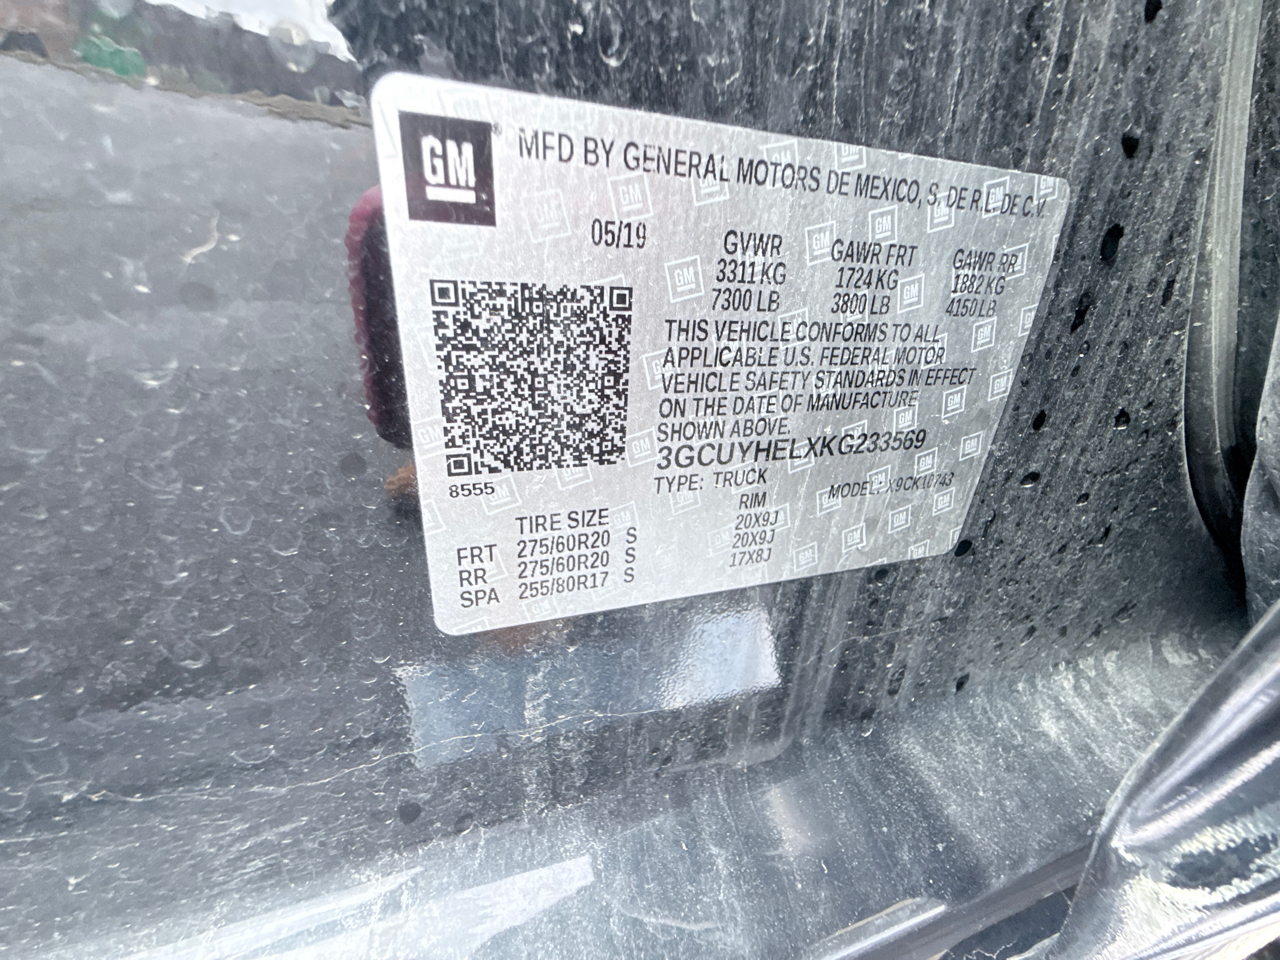 GM ® MFD BY GENERAL MOTORS DE MEXICO, S. DE R.L. DE C.V.
05/19 GVWR GAWR FRT GAWR RR
3311 KG 1724 KG 1882 KG
7300 LB 3800 LB 4150 LB
THIS VEHICLE CONFORMS TO ALL
APPLICABLE U.S. FEDERAL MOTOR
VEHICLE SAFETY STANDARDS IN EFFECT
ON THE DATE OF MANUFACTURE
SHOWN ABOVE.
3GCUYHELXKG233569
8555
TYPE: TRUCK MODEL: X9CK10743
TIRE SIZE RIM
FRT 275/60R20 S 20X9J
RR 275/60R20 S 20X9J
SPA 255/80R17 S 17X8J